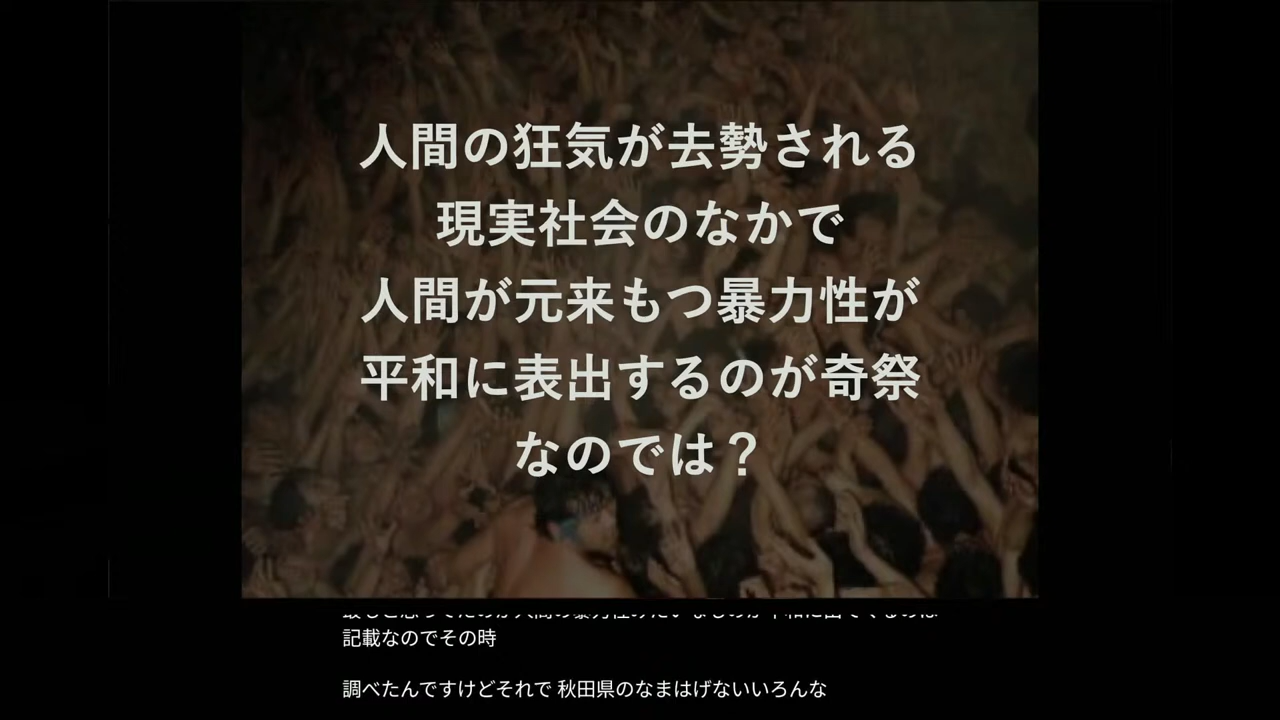 人間の狂気が去勢される
現実社会のなかで
人間が元来もつ暴力性が
平和に表出するのが奇祭
なのでは？
記載なのでその時
調べたんですけどそれで 秋田県のなまはげないいろんな